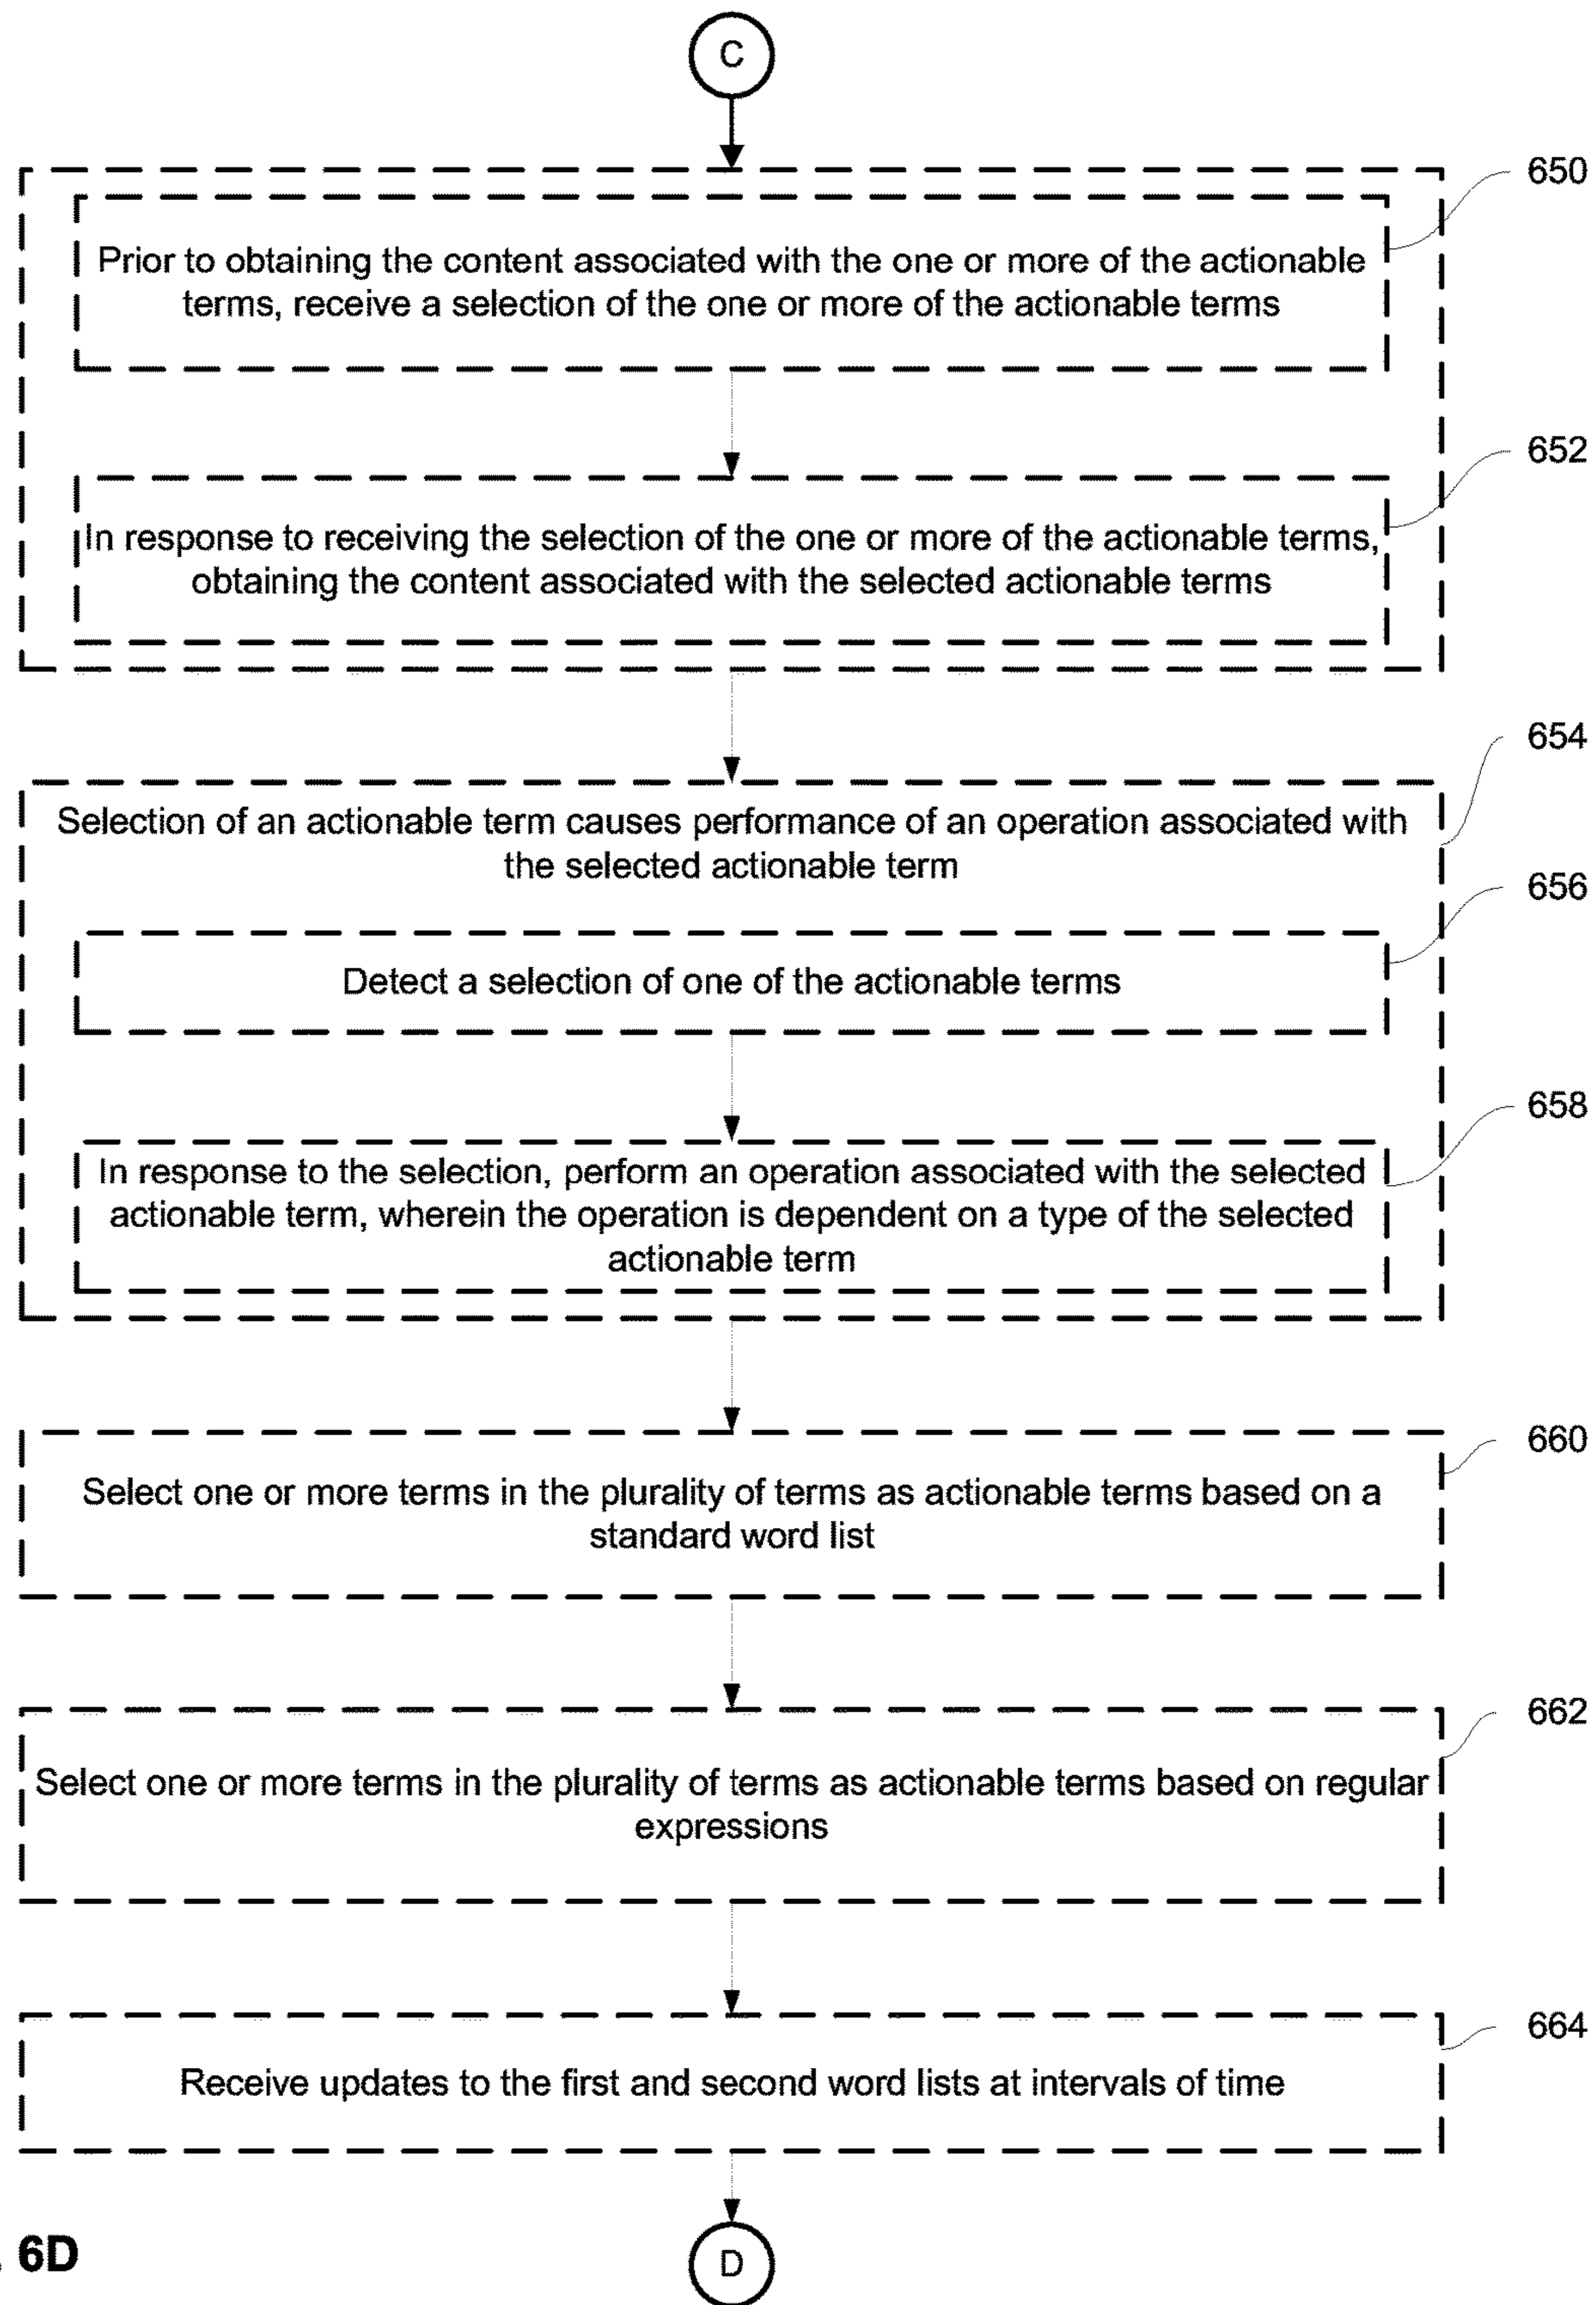 C
650
Prior to obtaining the content associated with the one or more of the actionable
terms, receive a selection of the one or more of the actionable terms
652
In response to receiving the selection of the one or more of the actionable terms,
obtaining the content associated with the selected actionable terms
654
Selection of an actionable term causes performance of an operation associated with
the selected actionable term
656
Detect a selection of one of the actionable terms
658
In response to the selection, perform an operation associated with the selected
actionable term, wherein the operation is dependent on a type of the selected
actionable term
660
Select one or more terms in the plurality of terms as actionable terms based on a
standard word list
662
Select one or more terms in the plurality of terms as actionable terms based on regular
expressions
664
Receive updates to the first and second word lists at intervals of time
6D
D